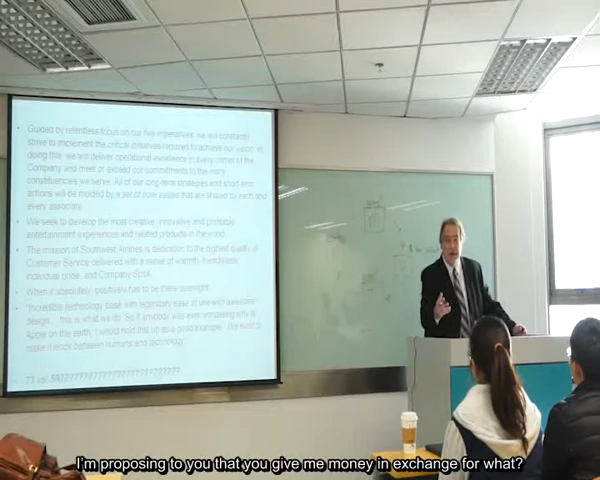 Guided by relentless focus on our five imperatives, we will constantly
strive to implement the critical initiatives required to achieve our vision. In
doing this, we will deliver operational excellence in every corner of the
Company and meet or exceed our commitments to the many
constituencies we serve. All of our long-term strategies and short-term
actions will be molded by a set of core values that are shared by each and
every associate.
We seek to develop the most creative, innovative and profitable
entertainment experiences and related products in the world.
The mission of Southwest Airlines is dedication to the highest quality of
Customer Service delivered with a sense of warmth, friendliness,
individual pride, and Company Spirit.
When it absolutely, positively has to be there overnight.
"Incredible technology base with legendary ease of use with awesome
design. This is what we do. So if anybody was ever wondering why is
Apple on the earth, I would hold this up as a good example.
make friends between humans and technology.
I'm proposing to you that you give me money in exchange for what?